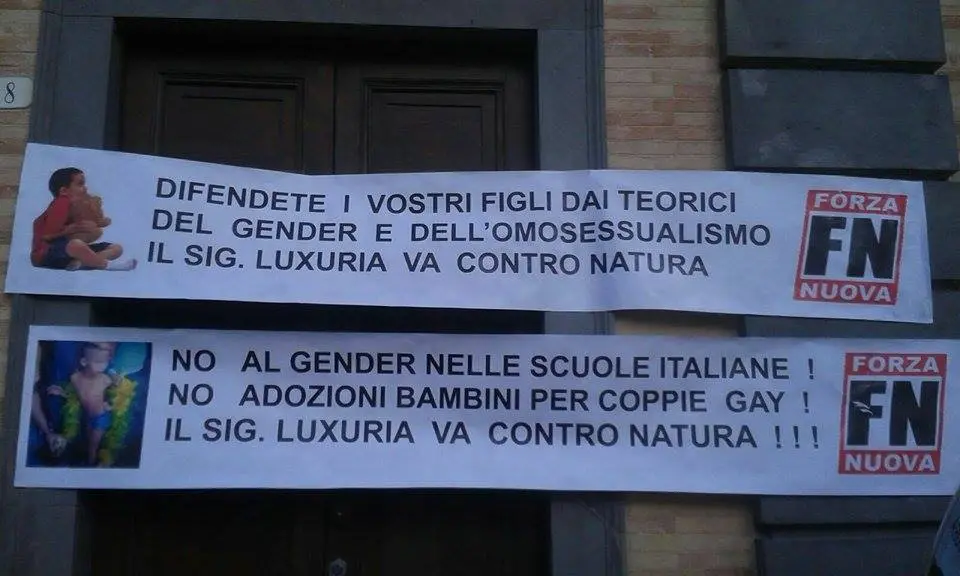 8
DIFENDETE I VOSTRI FIGLI DAI TEORICI
DEL GENDER E DELL'OMOSESSUALISMO
IL SIG. LUXURIA VA CONTRO NATURA
FORZA
FN
NUOVA
NO AL GENDER NELLE SCUOLE ITALIANE !
NO ADOZIONI BAMBINI PER COPPIE GAY !
IL SIG. LUXURIA VA CONTRO NATURA !!!
FORZA
FN
NUOVA